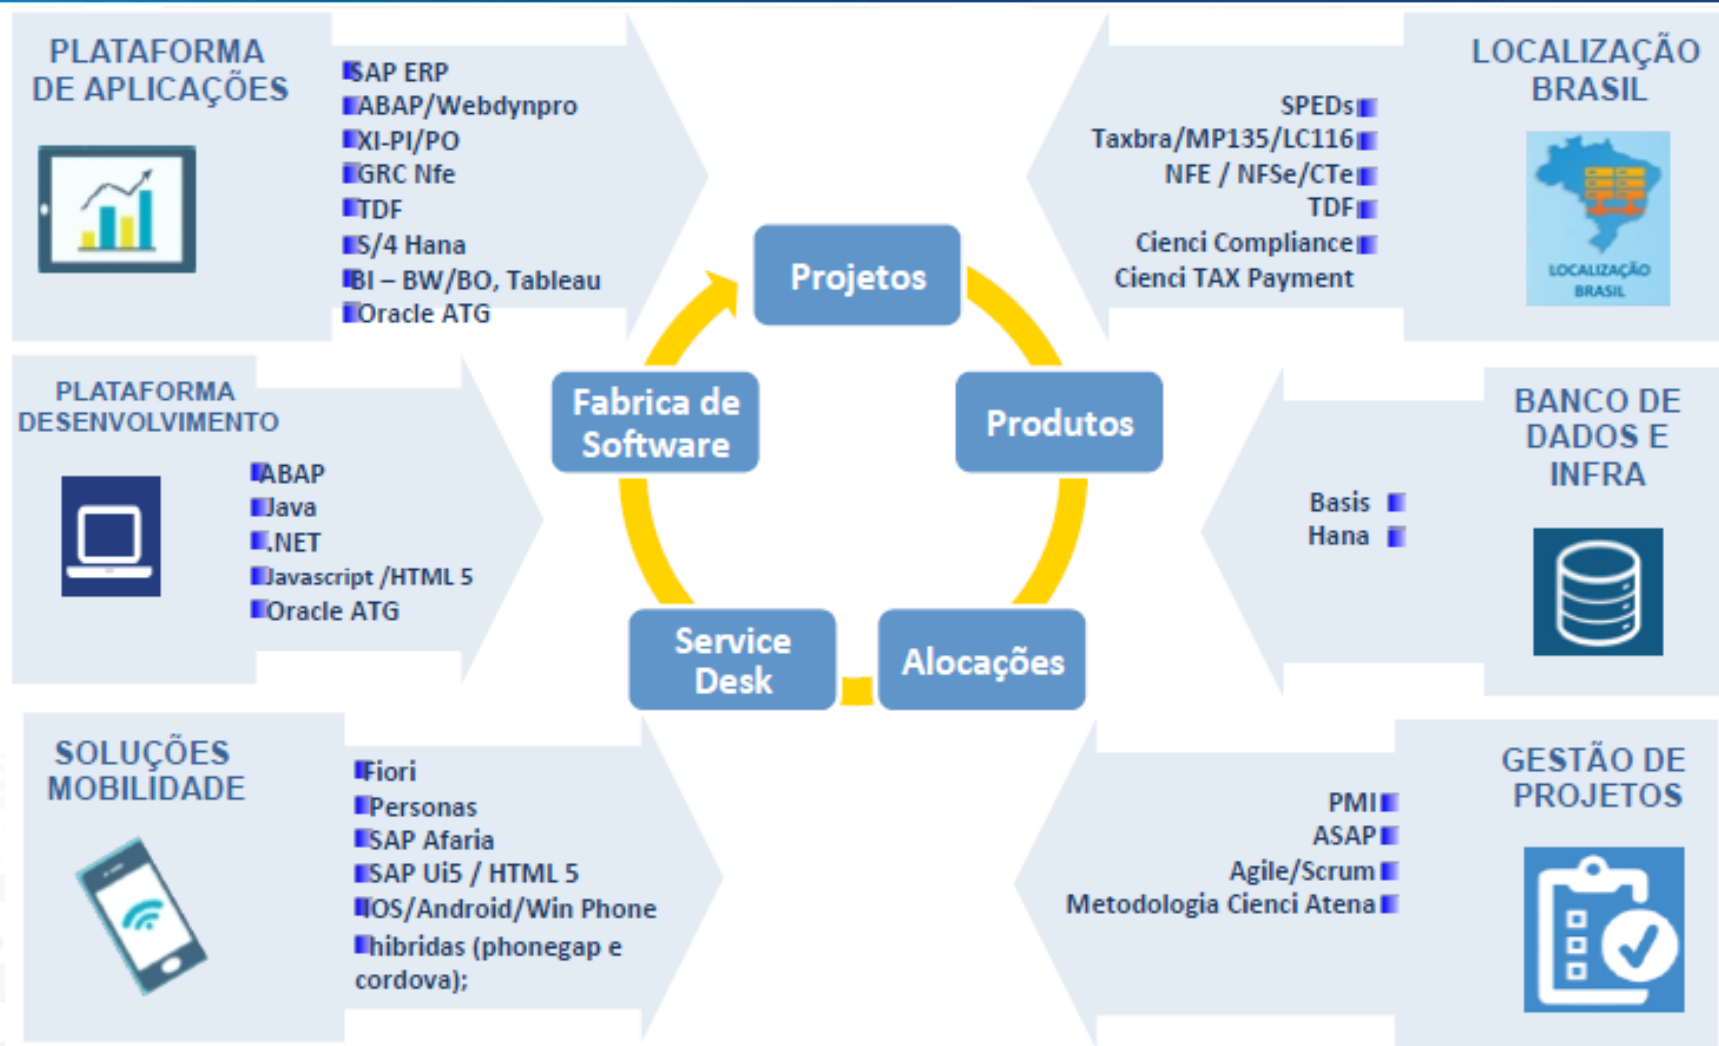 PLATAFORMA
DE APLICAÇÕES
SAP ERP
ABAP/Webdynpro
XI-PI/PO
GRC Nfe
TDF
S/4 Hana
BI – BW/BO, Tableau
Oracle ATG
LOCALIZAÇÃO
BRASIL
SPEDs
Taxbra/MP135/LC116
NFE / NFSe/CTe
TDF
Cienci Compliance
Cienci TAX Payment
LOCALIZAÇÃO
BRASIL
Projetos
Produtos
Alocações
Service
Desk
Fabrica de
Software
PLATAFORMA
DESENVOLVIMENTO
ABAP
Java
.NET
Javascript /HTML 5
Oracle ATG
BANCO DE
DADOS E
INFRA
Basis
Hana
SOLUÇÕES
MOBILIDADE
Fiori
Personas
SAP Afaria
SAP Ui5 / HTML 5
IOS/Android/Win Phone
hibridas (phonegap e
cordova);
GESTÃO DE
PROJETOS
PMI
ASAP
Agile/Scrum
Metodologia Cienci Atena